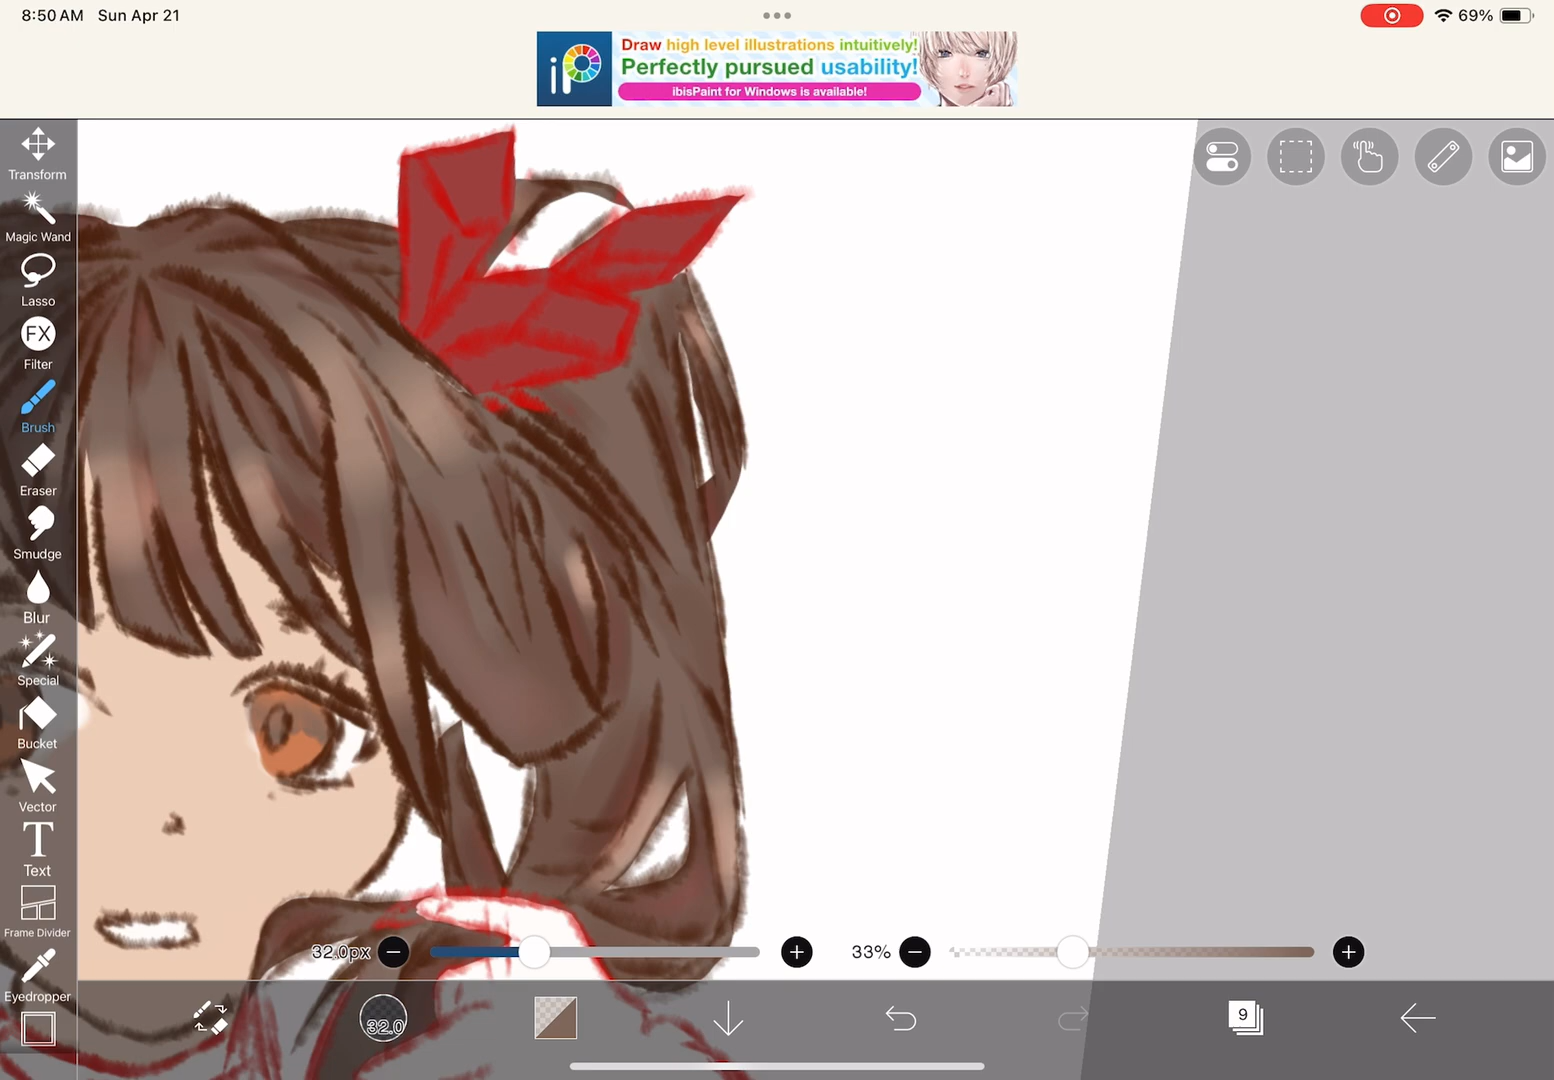 8:50 AM Sun Apr 21
69%
iP
Draw high level illustrations intuitively!
Perfectly pursued usability!
ibisPaint for Windows is available!
Transform
Magic Wand
Lasso
FX
Filter
Brush
Eraser
Smudge
Blur
Special
Bucket
Vector
T
Text
Frame Divider
Eyedropper
32.0px
33%
32.0
9